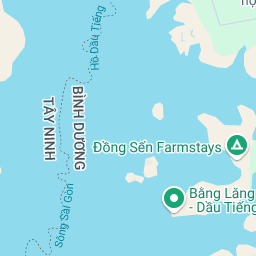 Hồ Dầu Tiếng
BÌNH DƯƠNG
TÂY NINH
Đồng Sến Farmstays
Bằng Lăng
- Dầu Tiếng
Sông Sài Gòn